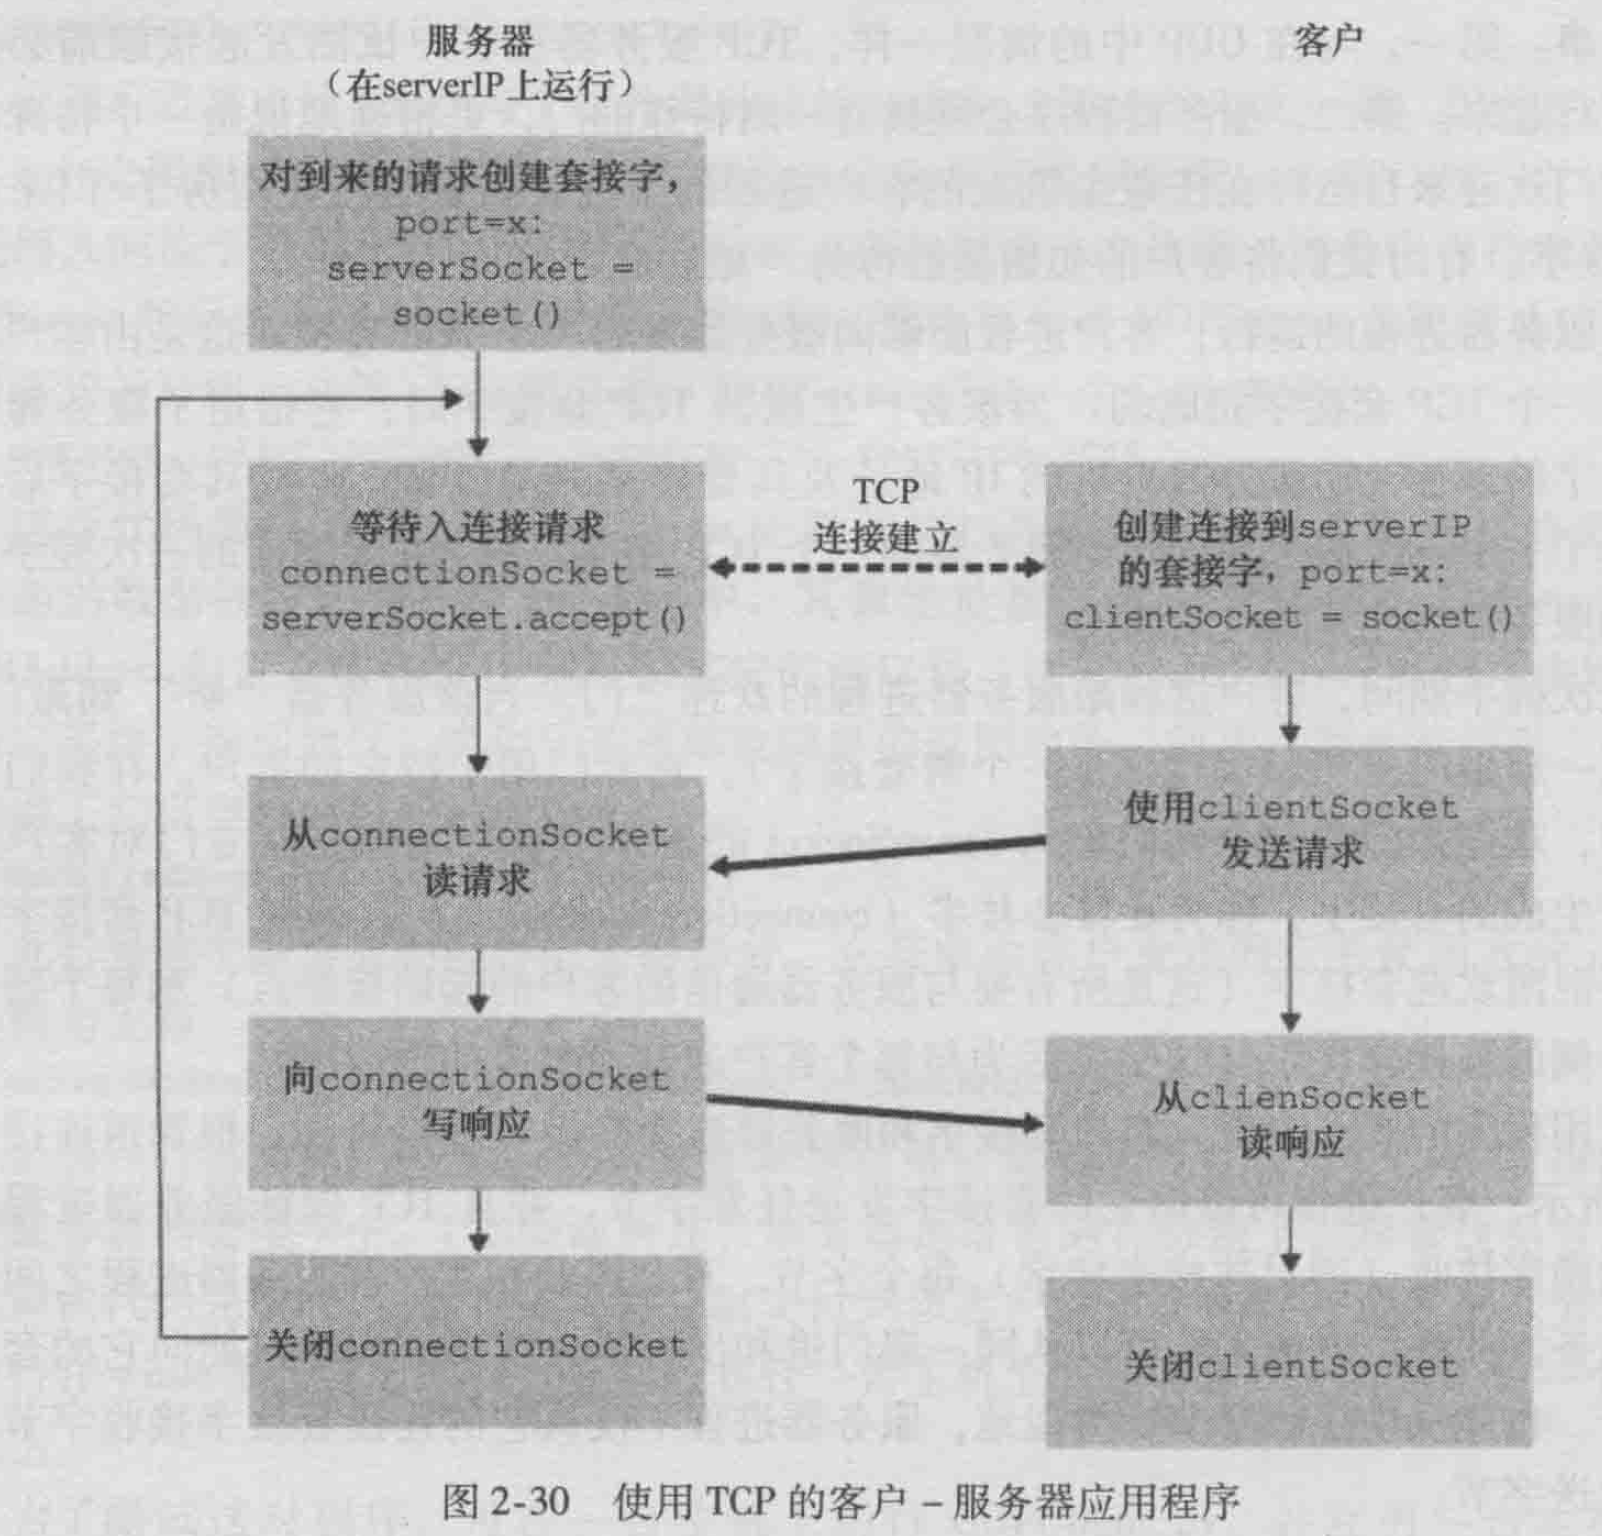 服务器
（在serverIP上运行）
对到来的请求创建套接字，
port=x:
serverSocket =
socket()
等待入连接请求
connectionSocket =
serverSocket.accept()
从connectionSocket
读请求
向connectionSocket
写响应
关闭connectionSocket
TCP
连接建立
客户
创建连接到serverIP
的套接字，port=x:
clientSocket = socket()
使用clientSocket
发送请求
从clienSocket
读响应
关闭clientSocket
图 2-30 使用 TCP 的客户 – 服务器应用程序